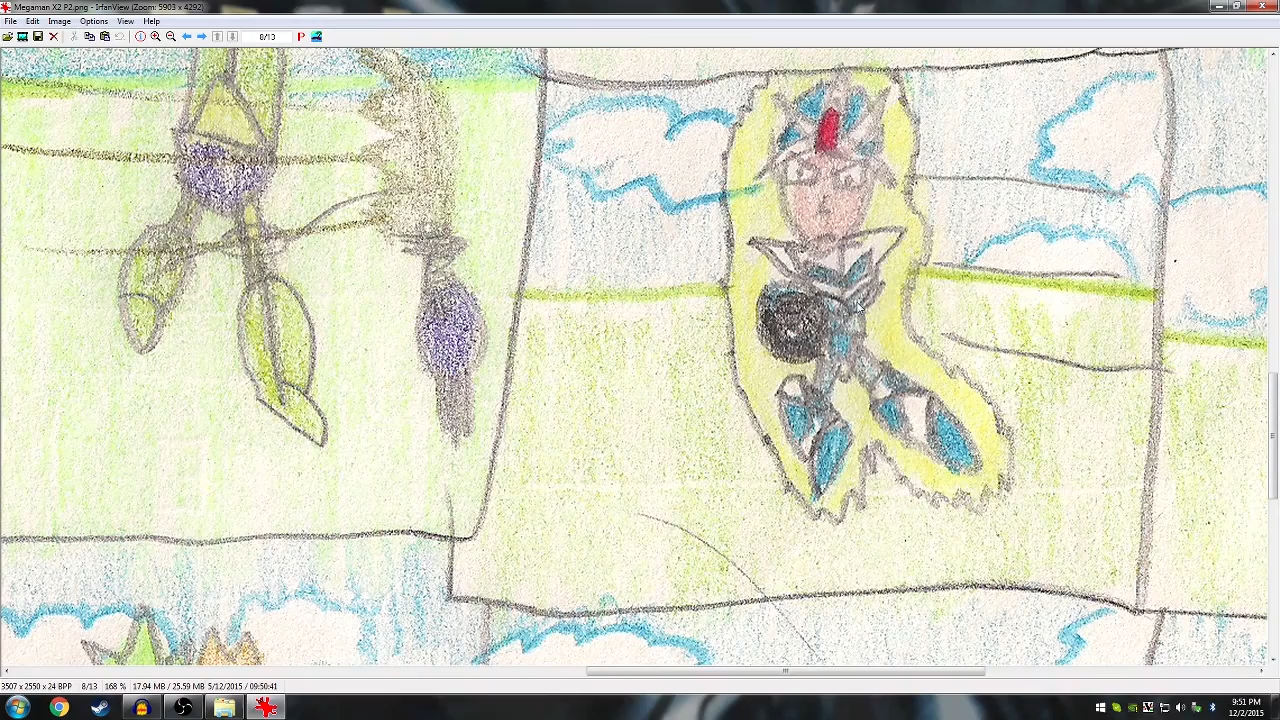 Megaman X2 P2.png - IrfanView (Zoom: 5903 x 4292)
File Edit Image Options View Help
8/13
3507 x 2550 x 24 BPP 8/13 168 % 17.94 MB / 25.59 MB 5/12/2015 / 09:50:41
9:51 PM
12/2/2015